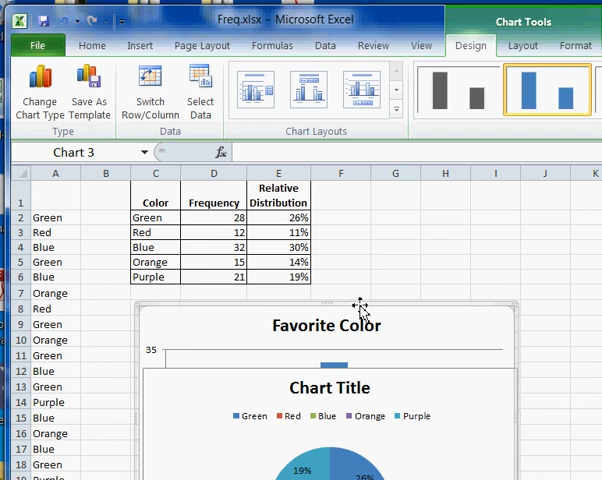 Freq.xlsx - Microsoft Excel
Chart Tools
File Home Insert Page Layout Formulas Data Review View Design Layout Format
Change Chart Type
Save As Template
Switch Row/Column
Select Data
Type
Data
Chart Layouts
Chart 3
fx
A B C D E F G H I J K
1 Color Frequency Relative Distribution
2 Green Green 28 26%
3 Red Red 12 11%
4 Blue Blue 32 30%
5 Green Orange 15 14%
6 Blue Purple 21 19%
7 Orange
8 Red
9 Green
10 Orange
11 Green
12 Blue
13 Green
14 Purple
15 Blue
16 Orange
17 Blue
18 Green
Favorite Color
35
Chart Title
Green Red Blue Orange Purple
19%
26%